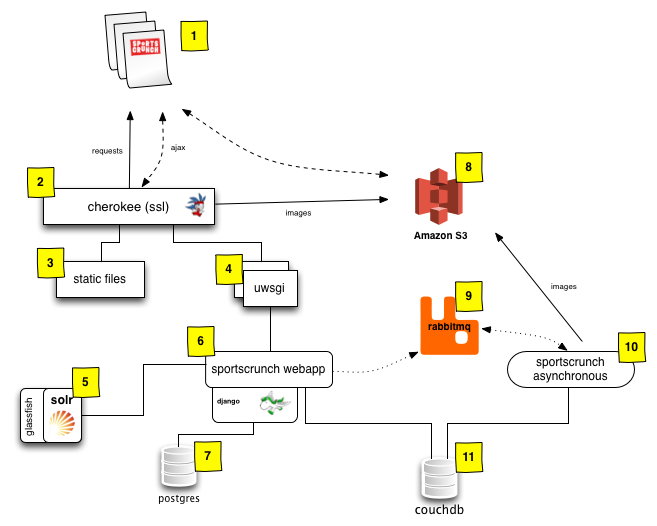 SPORTS
CRUNCH
1
requests
ajax
2
cherokee (ssl)
8
images
Amazon S3
3
static files
4
uwsgi
images
9
rabbitmq
6
sportscrunch webapp
10
sportscrunch
asynchronous
5
glassfish
solr
django
7
postgres
11
couchdb